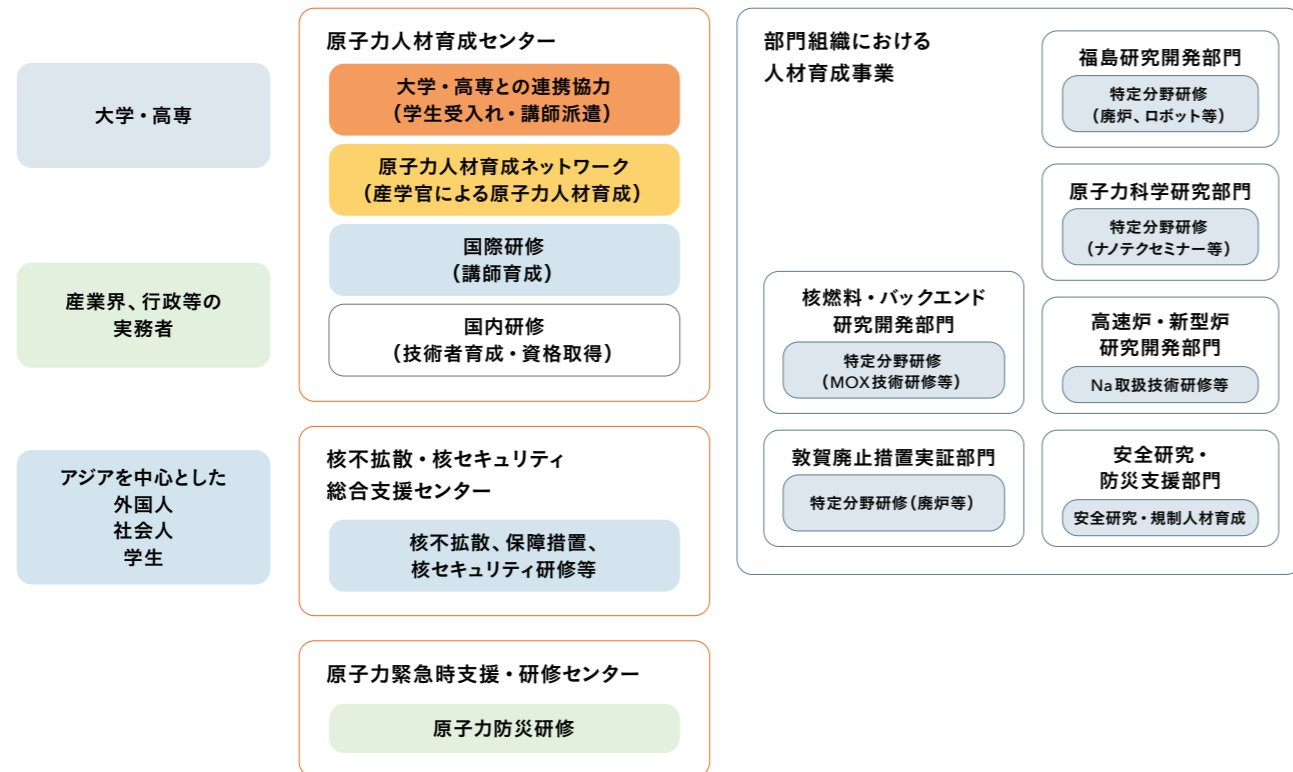 大学・高専
産業界、行政等の
実務者
アジアを中心とした
外国人
社会人
学生
原子力人材育成センター
大学・高専との連携協力
（学生受入れ・講師派遣）
原子力人材育成ネットワーク
（産学官による原子力人材育成）
国際研修
（講師育成）
国内研修
（技術者育成・資格取得）
核不拡散・核セキュリティ
総合支援センター
核不拡散、保障措置、
核セキュリティ研修等
原子力緊急時支援・研修センター
原子力防災研修
部門組織における
人材育成事業
福島研究開発部門
特定分野研修
（廃炉、ロボット等）
原子力科学研究部門
特定分野研修
（ナノテクセミナー等）
核燃料・バックエンド
研究開発部門
特定分野研修
（MOX技術研修等）
高速炉・新型炉
研究開発部門
Na取扱技術研修等
敦賀廃止措置実証部門
特定分野研修（廃炉等）
安全研究・
防災支援部門
安全研究・規制人材育成